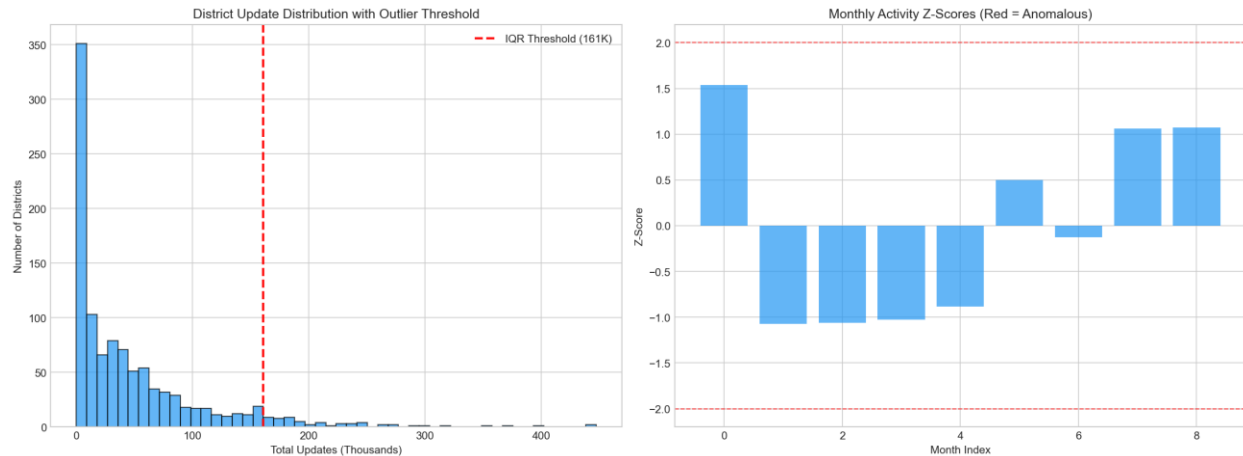 District Update Distribution with Outlier Threshold
IQR Threshold (161K)
350
300
250
200
150
100
50
0
Number of Districts
0 100 200 300 400
Total Updates (Thousands)
Monthly Activity Z-Scores (Red = Anomalous)
2.0
1.5
1.0
0.5
0.0
−0.5
−1.0
−1.5
−2.0
Z-Score
0 2 4 6 8
Month Index